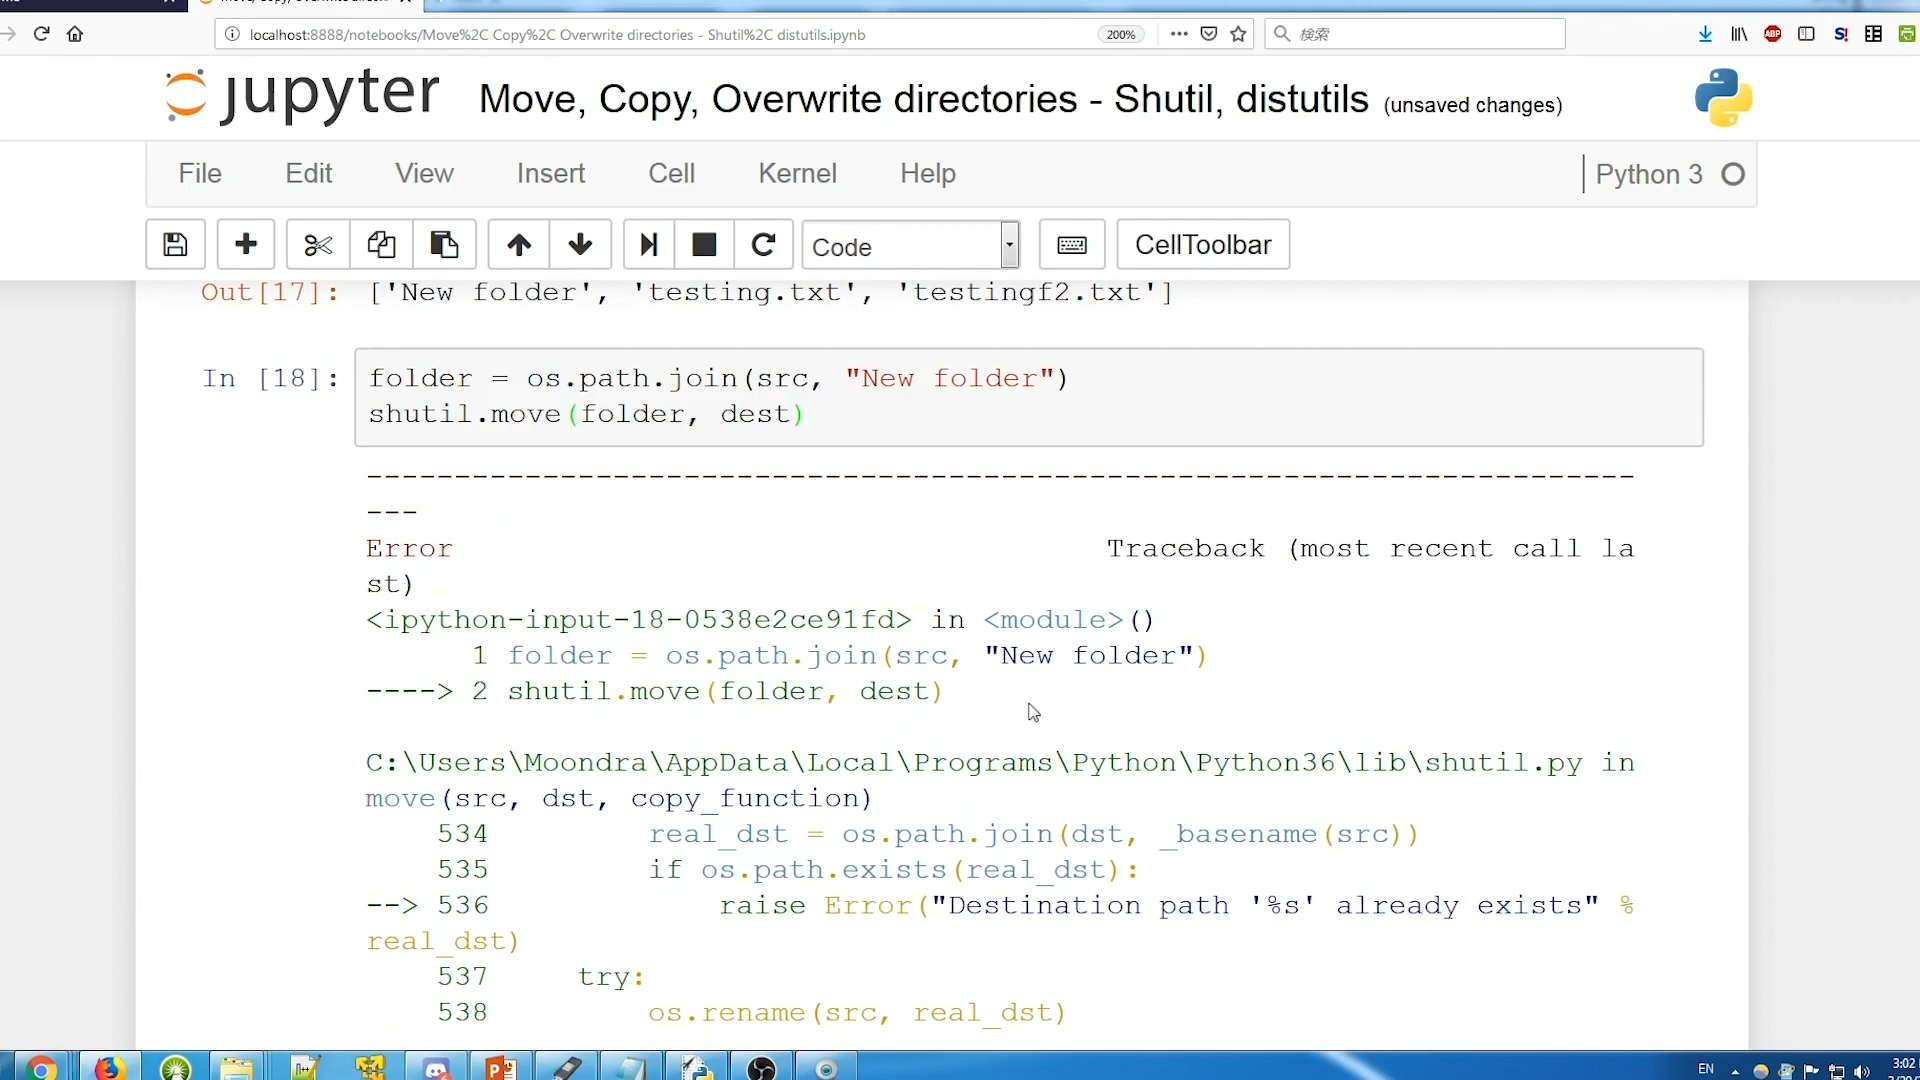 localhost:8888/notebooks/Move%2C Copy%2C Overwrite directories - Shutil%2C distutils.ipynb
200%
検索
jupyter
Move, Copy, Overwrite directories - Shutil, distutils (unsaved changes)
File Edit View Insert Cell Kernel Help
Python 3
Code
CellToolbar
Out[17]: ['New folder', 'testing.txt', 'testingf2.txt']
In [18]: folder = os.path.join(src, "New folder")
shutil.move(folder, dest)
------------------------------------------------------------------------
---
Error Traceback (most recent call la
st)
<ipython-input-18-0538e2ce91fd> in <module>()
1 folder = os.path.join(src, "New folder")
----> 2 shutil.move(folder, dest)
C:\Users\Moondra\AppData\Local\Programs\Python\Python36\lib\shutil.py in
move(src, dst, copy_function)
534 real_dst = os.path.join(dst, _basename(src))
535 if os.path.exists(real_dst):
--> 536 raise Error("Destination path '%s' already exists" %
real_dst)
537 try:
538 os.rename(src, real_dst)
EN
3:02